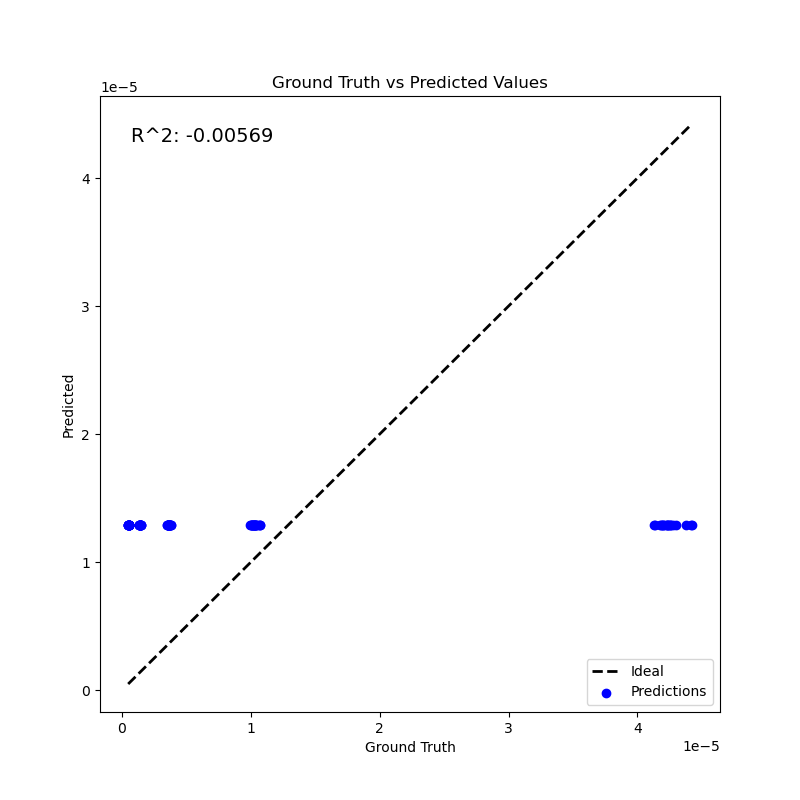 Ground Truth vs Predicted Values
1e−5
R^2: -0.00569
4
3
2
1
0
Predicted
Ideal
Predictions
0 1 2 3 4
1e−5
Ground Truth